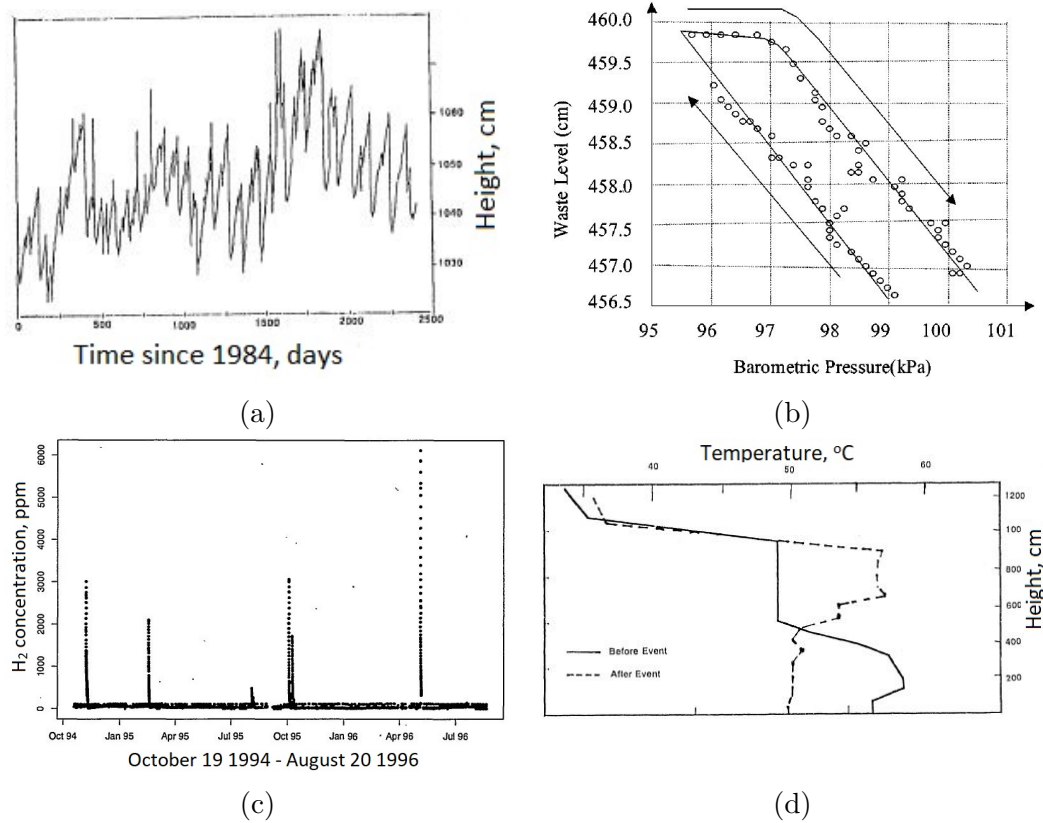 1060
1050
1040
1030
Height, cm
0
500
1000
1500
2000
2500
Time since 1984, days
(a)
460.0
459.5
459.0
458.5
458.0
457.5
457.0
456.5
Waste Level (cm)
95 96 97 98 99 100 101
Barometric Pressure(kPa)
(b)
6000
5000
4000
3000
2000
1000
0
H2 concentration, ppm
Oct 94 Jan 95 Apr 95 Jul 95 Oct 95 Jan 96 Apr 96 Jul 96
October 19 1994 - August 20 1996
(c)
Temperature, °C
40 50 60
1200
100
800
600
400
200
Height, cm
Before Event
After Event
(d)